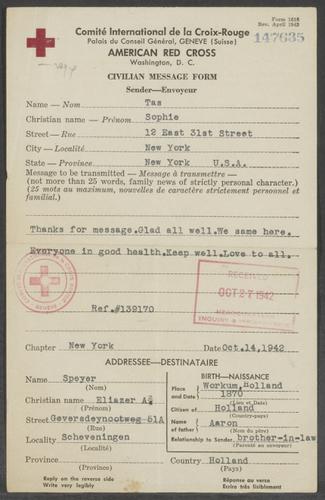 Form 1616
Rev. April 1942
147635
Comité International de la Croix-Rouge
Palais du Conseil Général, GENEVE (Suisse)
AMERICAN RED CROSS
Washington, D. C.
CIVILIAN MESSAGE FORM
Sender—Envoyeur
Name — Nom Tas
Christian name — Prénom Sophie
Street — Rue 12 East 31st Street
City — Localité New York
State — Province New York U.S.A.
Message to be transmitted — Message à transmettre —
(not more than 25 words, family news of strictly personal character.)
(25 mots au maximum, nouvelles de caractère strictement personnel et
familial.)
Thanks for message.Glad all well.We same here.
Everyone in good health.Keep well.Love to all.
RECEIVED
OCT 27 1942
INQUIRY
Ref.#139170
Chapter New York Date Oct.14,1942
ADDRESSEE—DESTINATAIRE
Name Speyer
(Nom)
Christian name Eliazer
(Prénom)
Street Geversdeynootweg 51A
(Rue)
Locality Scheveningen
(Localité)
Province
(Province)
BIRTH—NAISSANCE
Place and Date Workum,Holland
1870
(Lieu et Date)
Citizen of Holland
(Country-pays)
Name of father Aaron
(Nom du père)
Relationship to Sender brother-in-law
Country Holland
(Pays)
Reply on the reverse side
Write very legibly
Réponse au verso
Ecrire très lisiblement